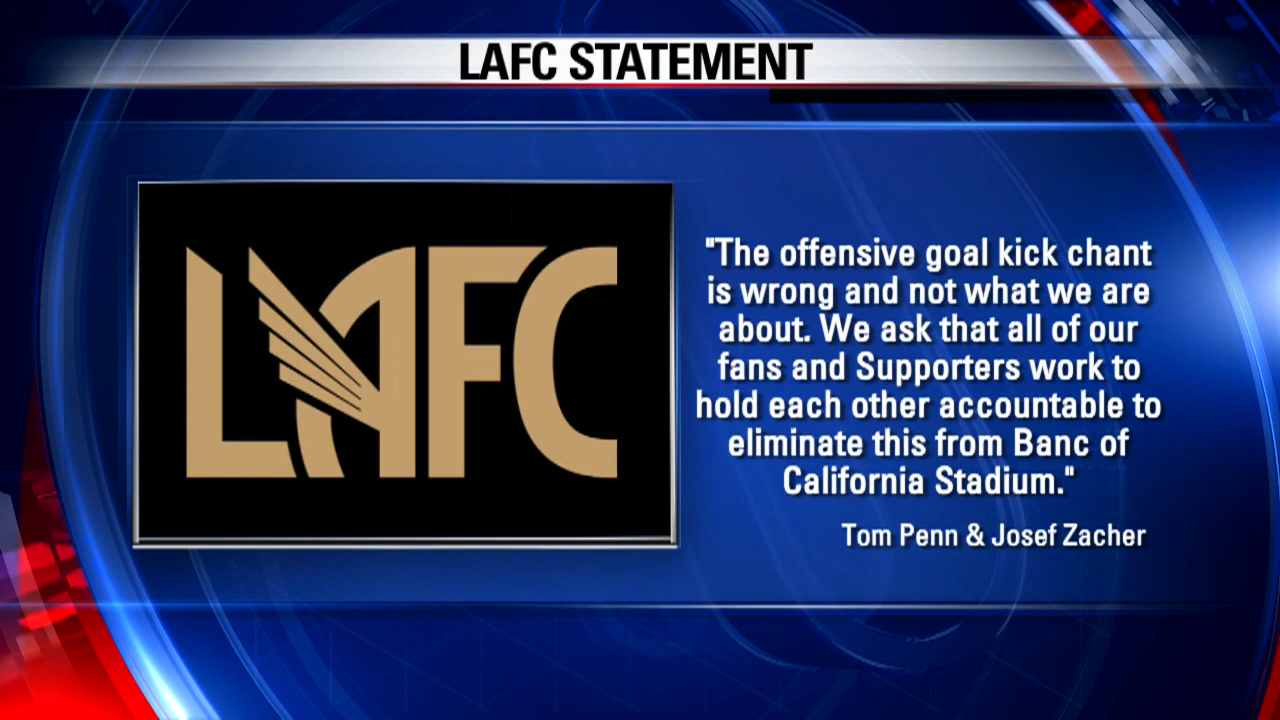 LAFC STATEMENT
LAFC
"The offensive goal kick chant
is wrong and not what we are
about. We ask that all of our
fans and Supporters work to
hold each other accountable to
eliminate this from Banc of
California Stadium."
Tom Penn & Josef Zacher